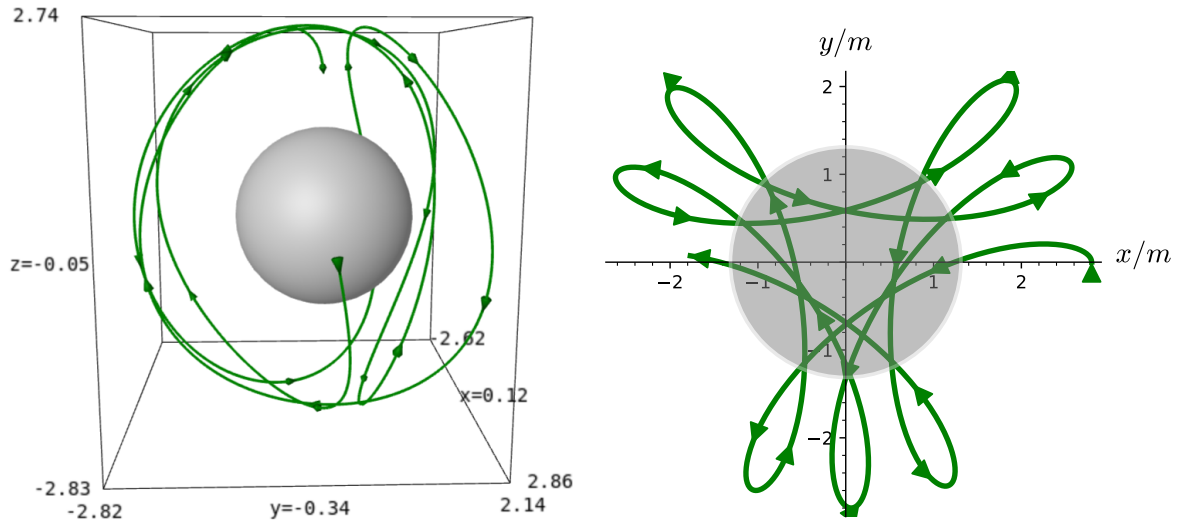 2.74
z=-0.05
-2.62
x=0.12
-2.83
2.86
-2.82
y=-0.34
2.14
y/m
2
1
x/m
−2
−1
1
2
−1
−2